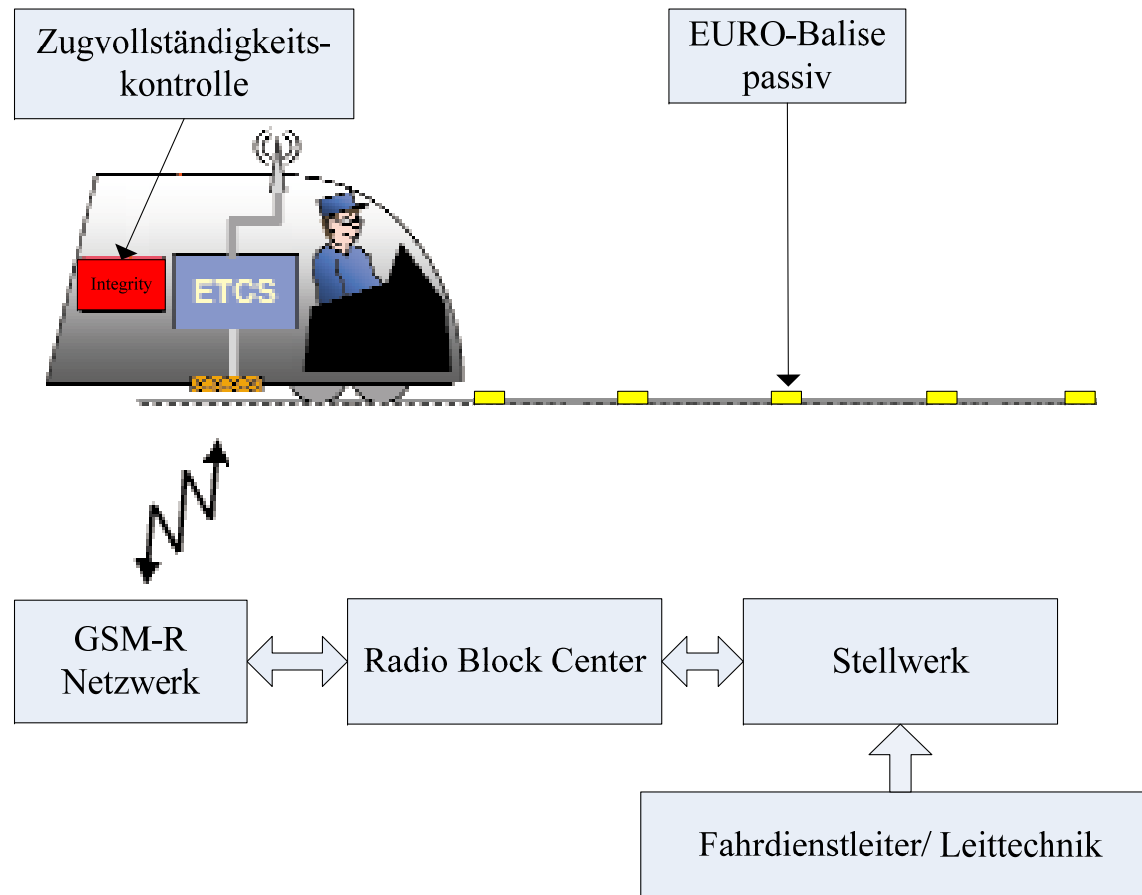 Zugvollständigkeits-
kontrolle
EURO-Balise
passiv
Integrity
ETCS
GSM-R
Netzwerk
Radio Block Center
Stellwerk
Fahrdienstleiter/ Leittechnik